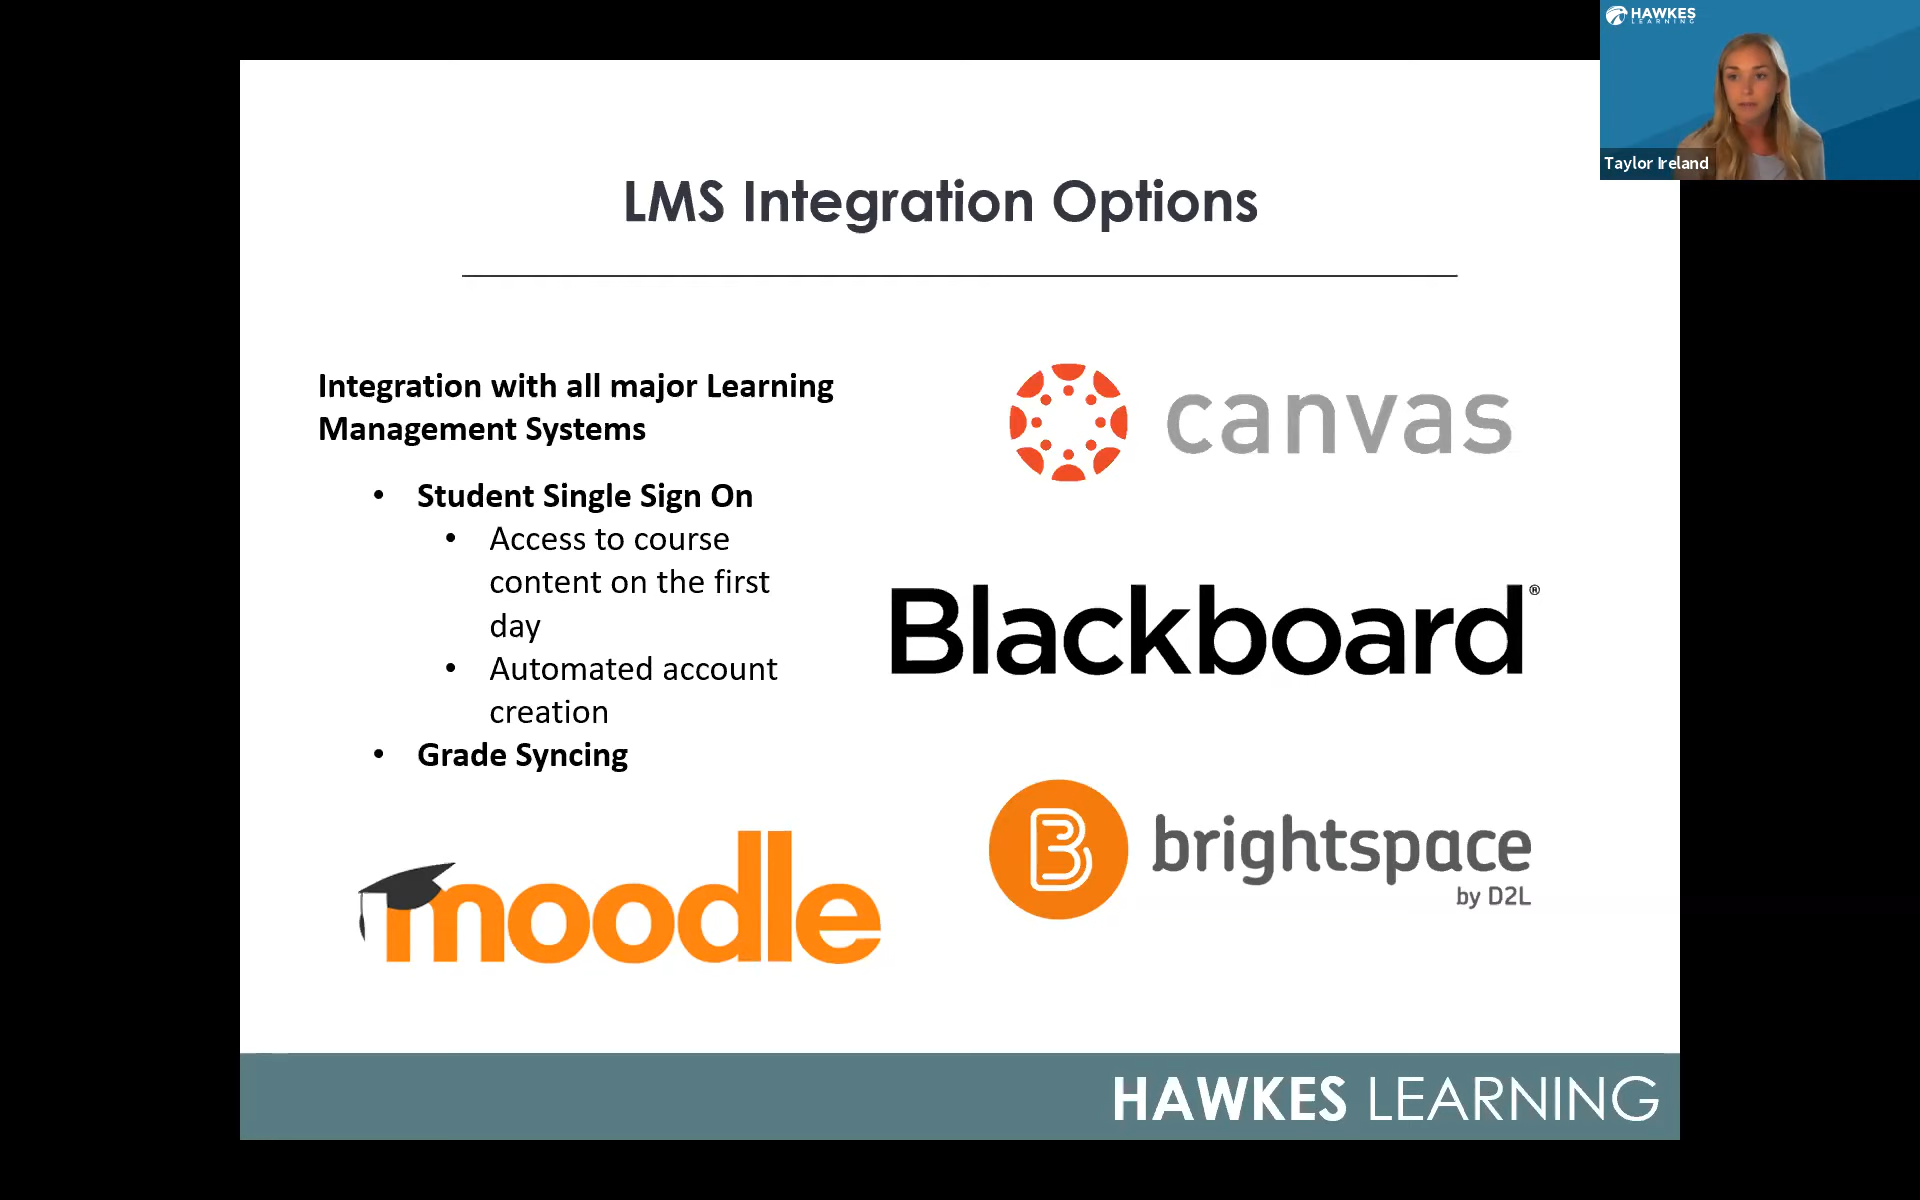 HAWKES
LEARNING
Taylor Ireland
LMS Integration Options
Integration with all major Learning
Management Systems
• Student Single Sign On
• Access to course
content on the first
day
• Automated account
creation
• Grade Syncing
canvas
Blackboard®
B brightspace
by D2L
moodle
HAWKES LEARNING